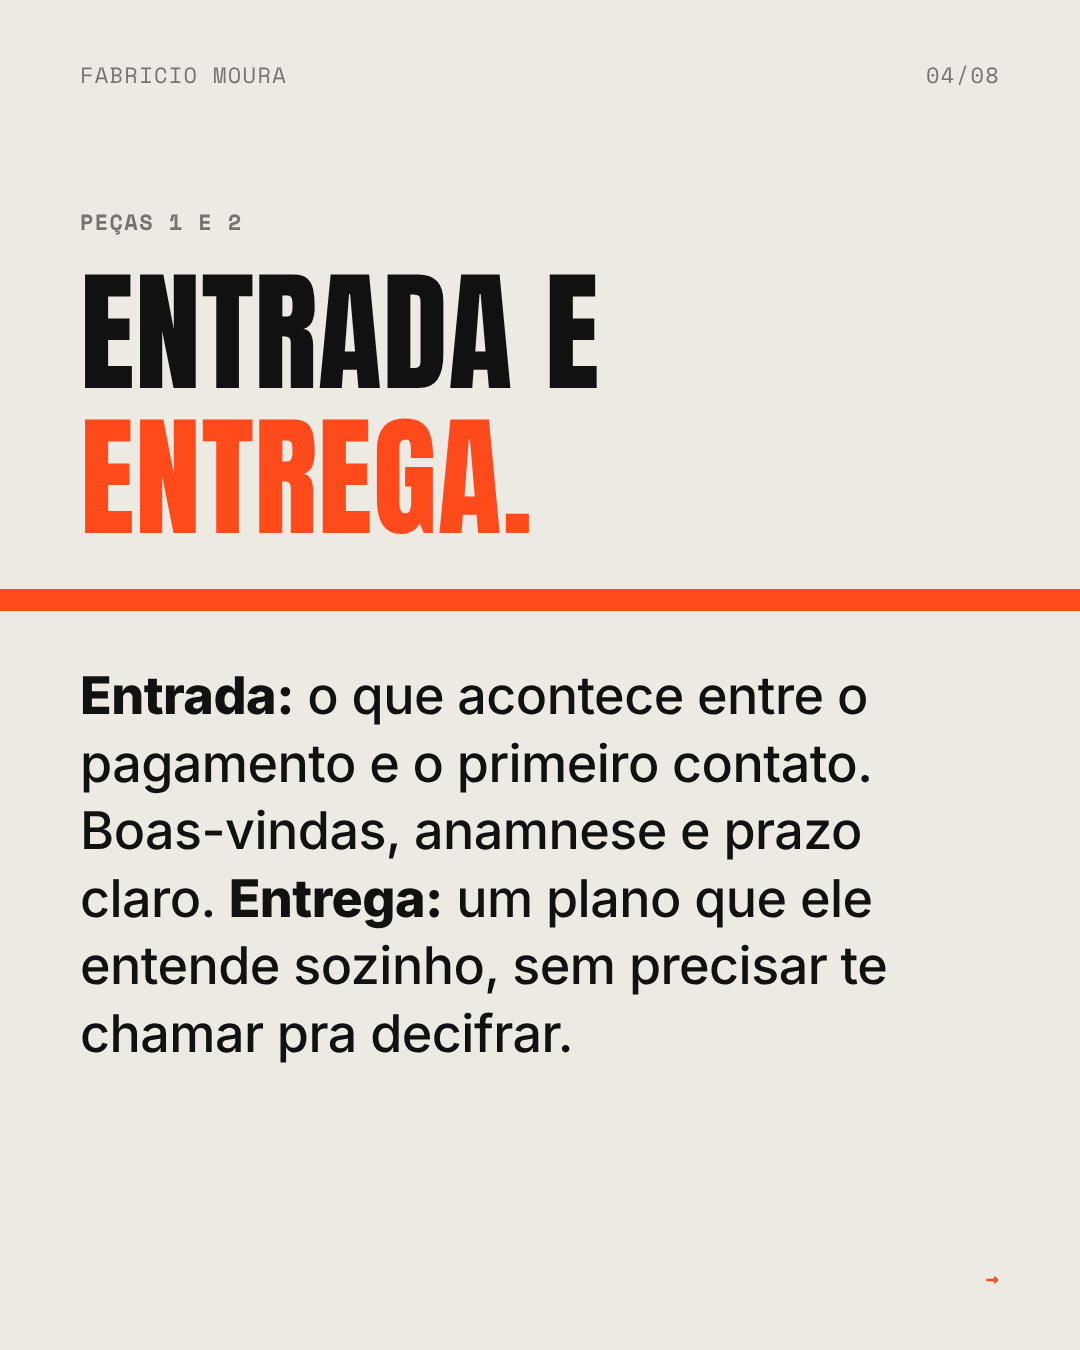 FABRICIO MOURA
04/08
PEÇAS 1 E 2
ENTRADA E
ENTREGA.
Entrada: o que acontece entre o
pagamento e o primeiro contato.
Boas-vindas, anamnese e prazo
claro. Entrega: um plano que ele
entende sozinho, sem precisar te
chamar pra decifrar.
→